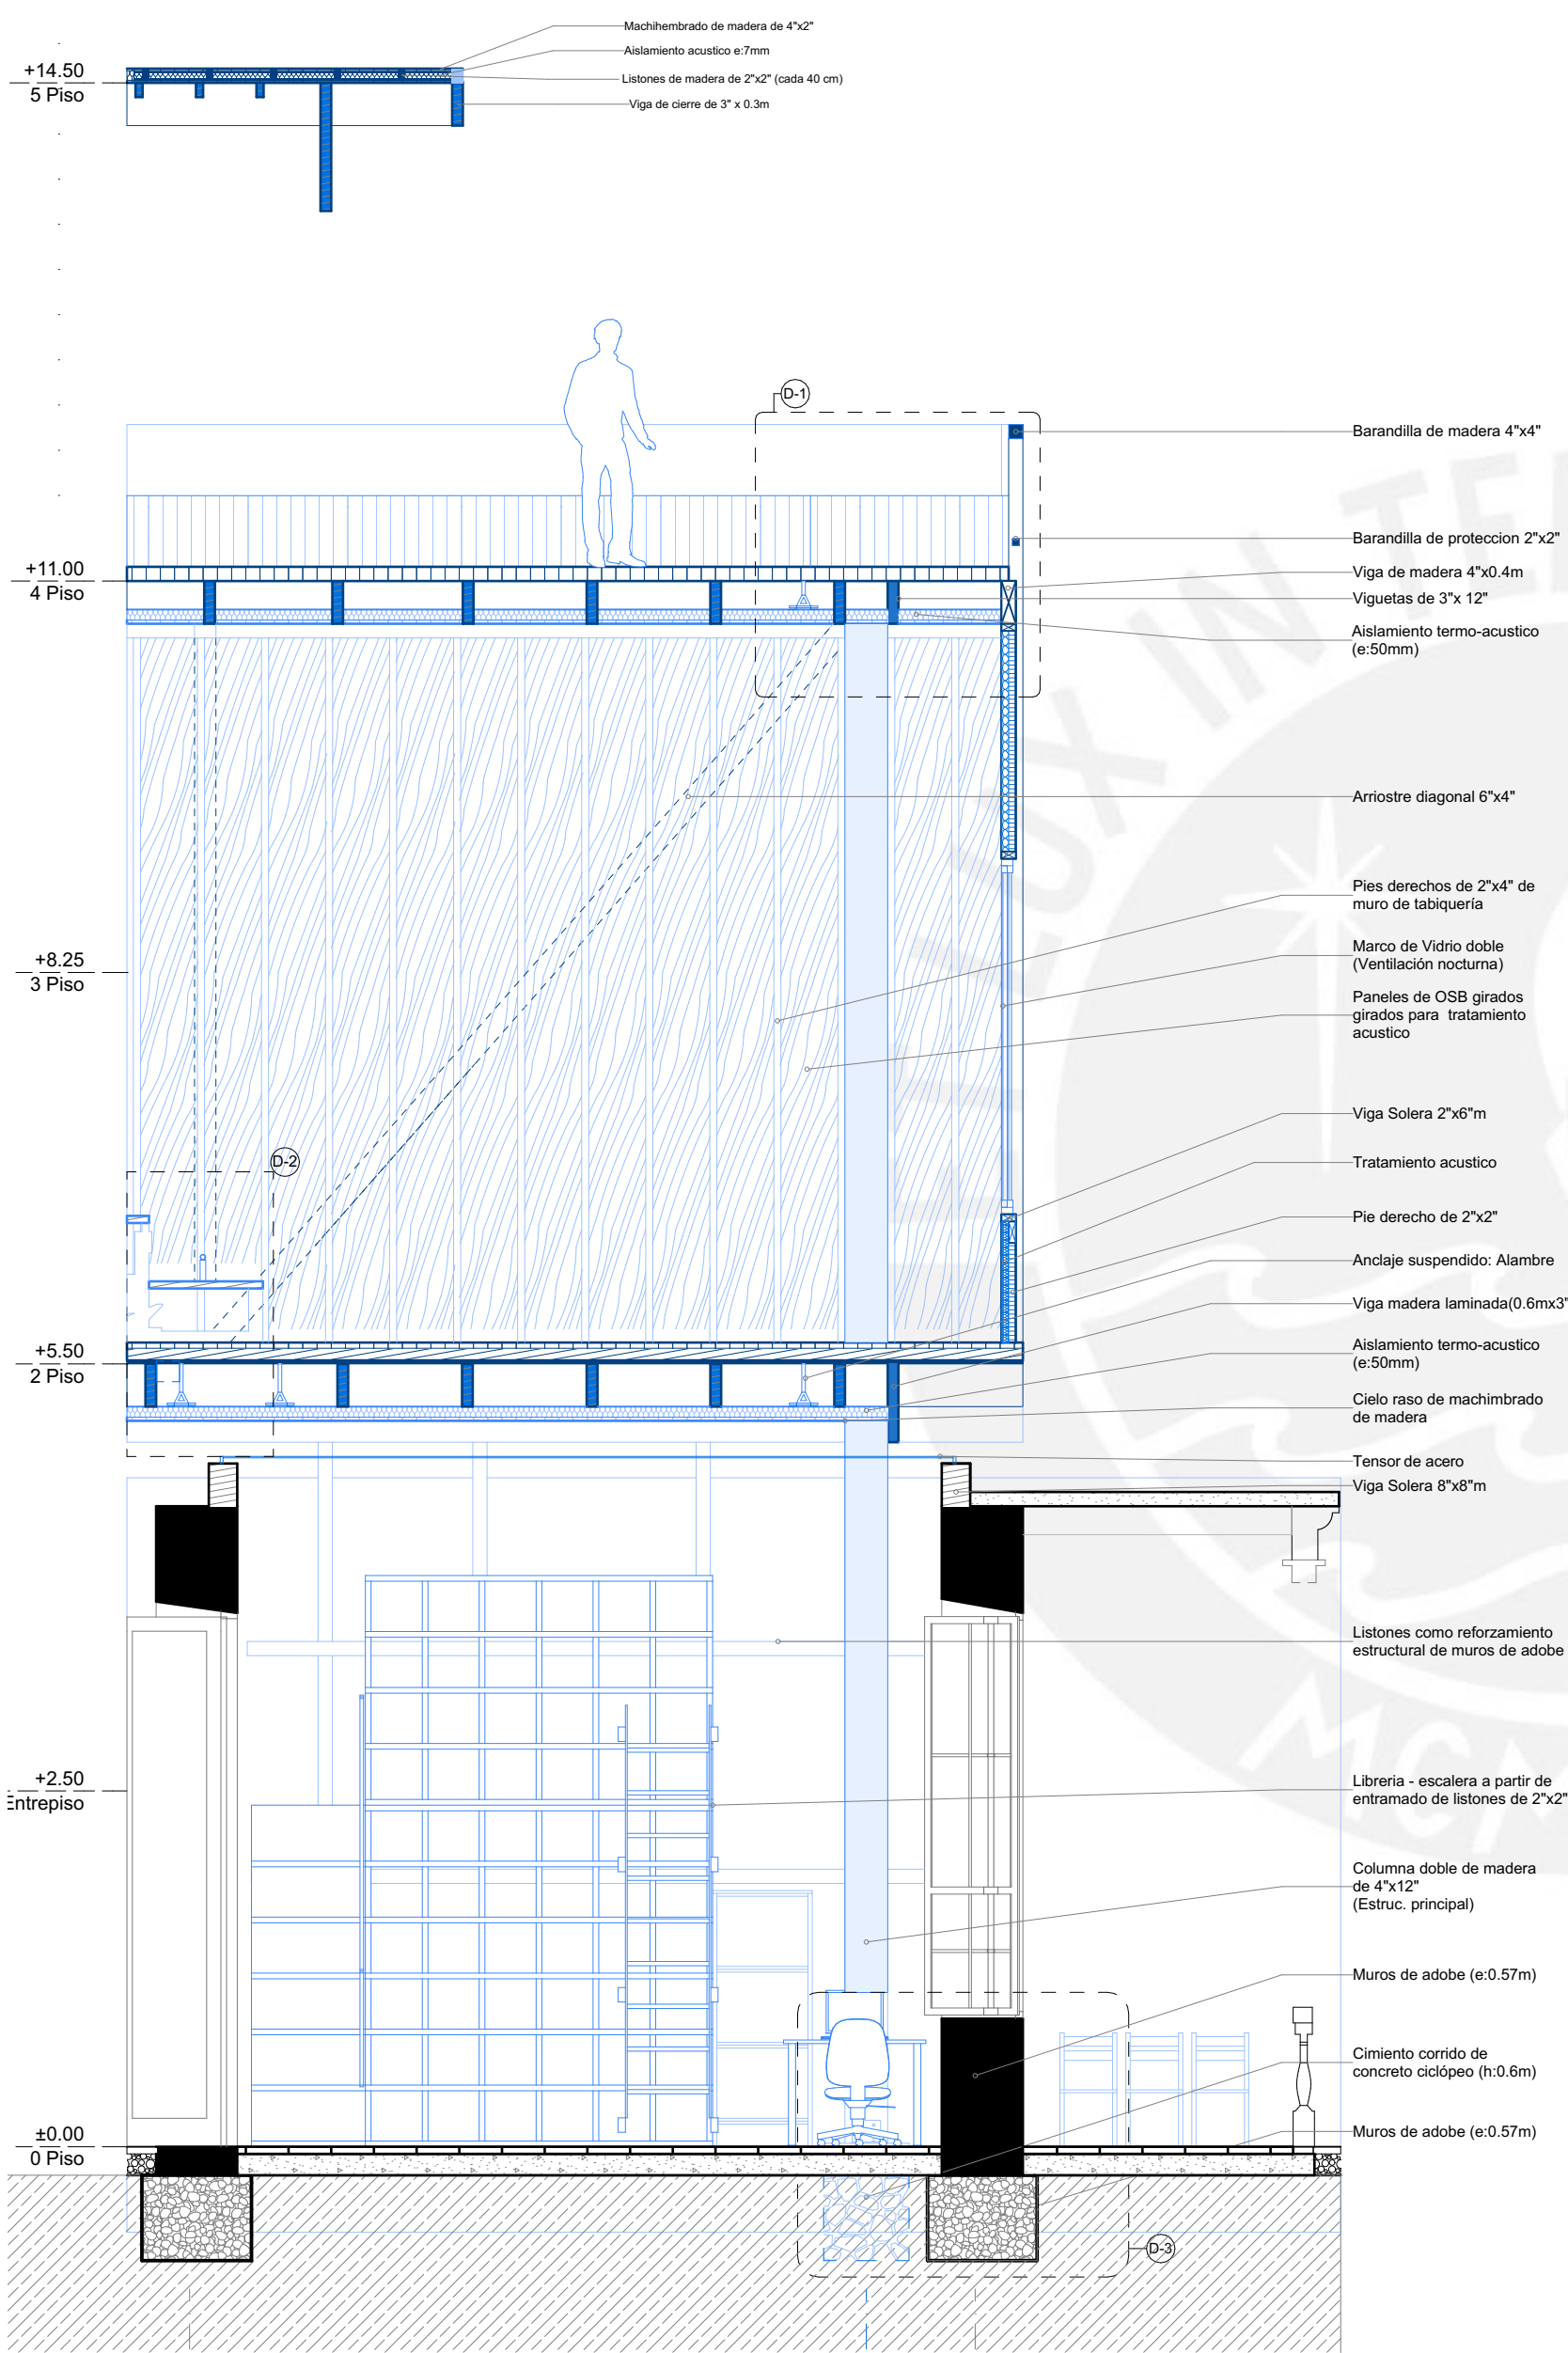 Machihembrado de madera de 4"x2"
Aislamiento acustico e:7mm
Listones de madera de 2"x2" (cada 40 cm)
Viga de cierre de 3" x 0.3m
+14.50
5 Piso
D-1
Barandilla de madera 4"x4"
Barandilla de proteccion 2"x2"
+11.00
4 Piso
Viga de madera 4"x0.4m
Viguetas de 3"x 12"
Aislamiento termo-acustico
(e:50mm)
Arriostre diagonal 6"x4"
Pies derechos de 2"x4" de
muro de tabiquería
Marco de Vidrio doble
(Ventilación nocturna)
+8.25
3 Piso
Paneles de OSB girados
girados para tratamiento
acustico
Viga Solera 2"x6"m
D-2
Tratamiento acustico
Pie derecho de 2"x2"
Anclaje suspendido: Alambre
Viga madera laminada(0.6mx3"
+5.50
2 Piso
Aislamiento termo-acustico
(e:50mm)
Cielo raso de machimbrado
de madera
Tensor de acero
Viga Solera 8"x8"m
Listones como reforzamiento
estructural de muros de adobe
+2.50
Entrepiso
Libreria - escalera a partir de
entramado de listones de 2"x2"
Columna doble de madera
de 4"x12"
(Estruc. principal)
Muros de adobe (e:0.57m)
Cimiento corrido de
concreto ciclópeo (h:0.6m)
±0.00
0 Piso
Muros de adobe (e:0.57m)
D-3
ET LUX IN TE
MCM